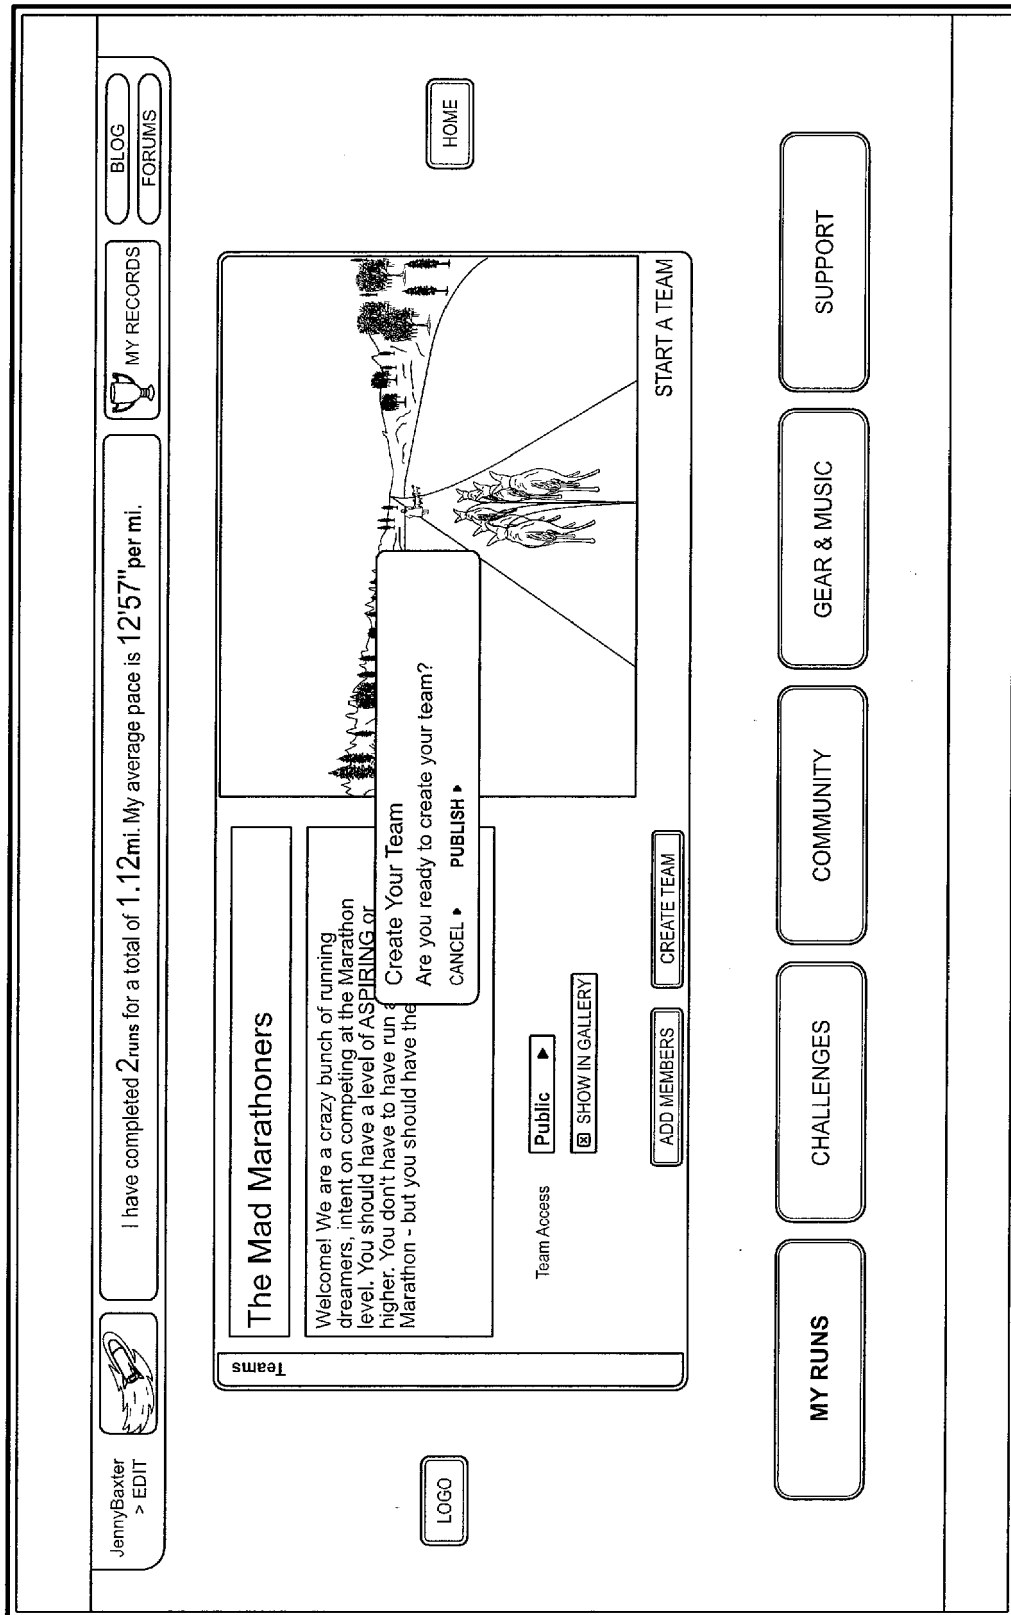 JennyBaxter
> EDIT
I have completed 2 runs for a total of 1.12mi. My average pace is 12'57" per mi.
MY RECORDS
BLOG
FORUMS
LOGO
HOME
Teams
The Mad Marathoners
Welcome! We are a crazy bunch of running
dreamers, intent on competing at the Marathon
level. You should have a level of ASPIRING or
higher. You don't have to have run
Marathon - but you should have the
Create Your Team
Are you ready to create your team?
CANCEL ▸ PUBLISH ▸
Team Access
Public ▶
☒ SHOW IN GALLERY
ADD MEMBERS
CREATE TEAM
START A TEAM
MY RUNS
CHALLENGES
COMMUNITY
GEAR & MUSIC
SUPPORT